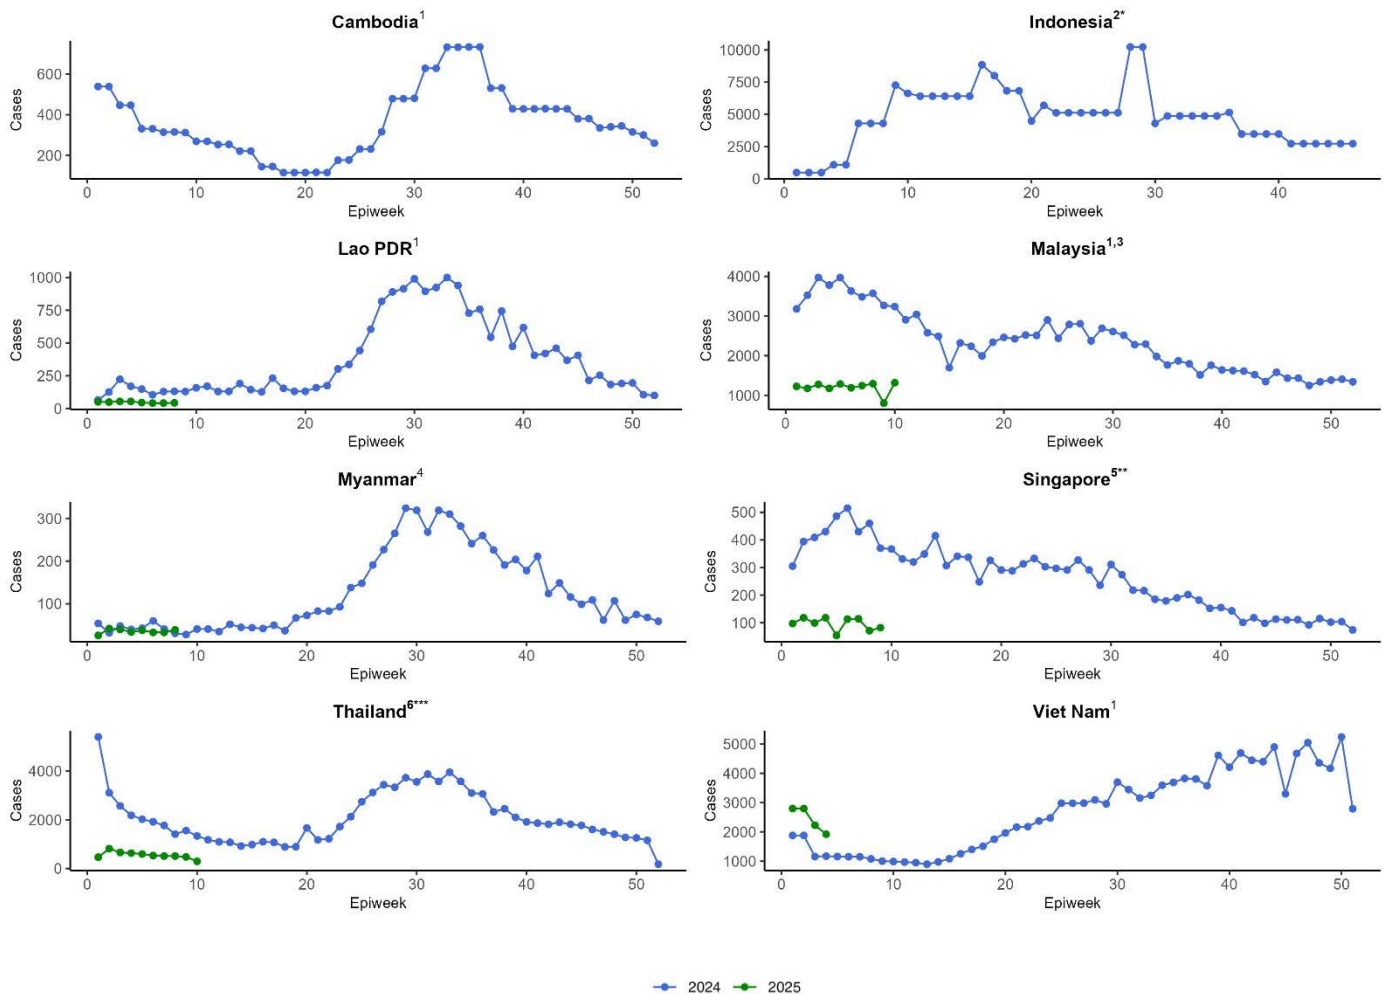 Cambodia¹
Indonesia²*
Cases
600
400
200
0 10 20 30 40 50
Epiweek
Cases
10000
7500
5000
2500
0
0 10 20 30 40
Epiweek
Lao PDR¹
Malaysia¹,³
Cases
1000
750
500
250
0
0 10 20 30 40 50
Epiweek
Cases
4000
3000
2000
1000
0 10 20 30 40 50
Epiweek
Myanmar⁴
Singapore⁵**
Cases
300
200
100
0 10 20 30 40 50
Epiweek
Cases
500
400
300
200
100
0 10 20 30 40 50
Epiweek
Thailand⁶***
Viet Nam¹
Cases
4000
2000
0
0 10 20 30 40 50
Epiweek
Cases
5000
4000
3000
2000
1000
0 10 20 30 40 50
Epiweek
2024 2025